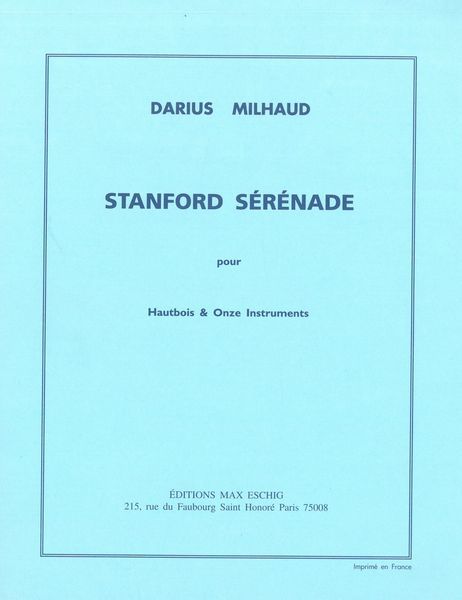 DARIUS MILHAUD
STANFORD SÉRÉNADE
pour
Hautbois & Onze Instruments
ÉDITIONS MAX ESCHIG
215, rue du Faubourg Saint Honoré Paris 75008
Imprimé en France